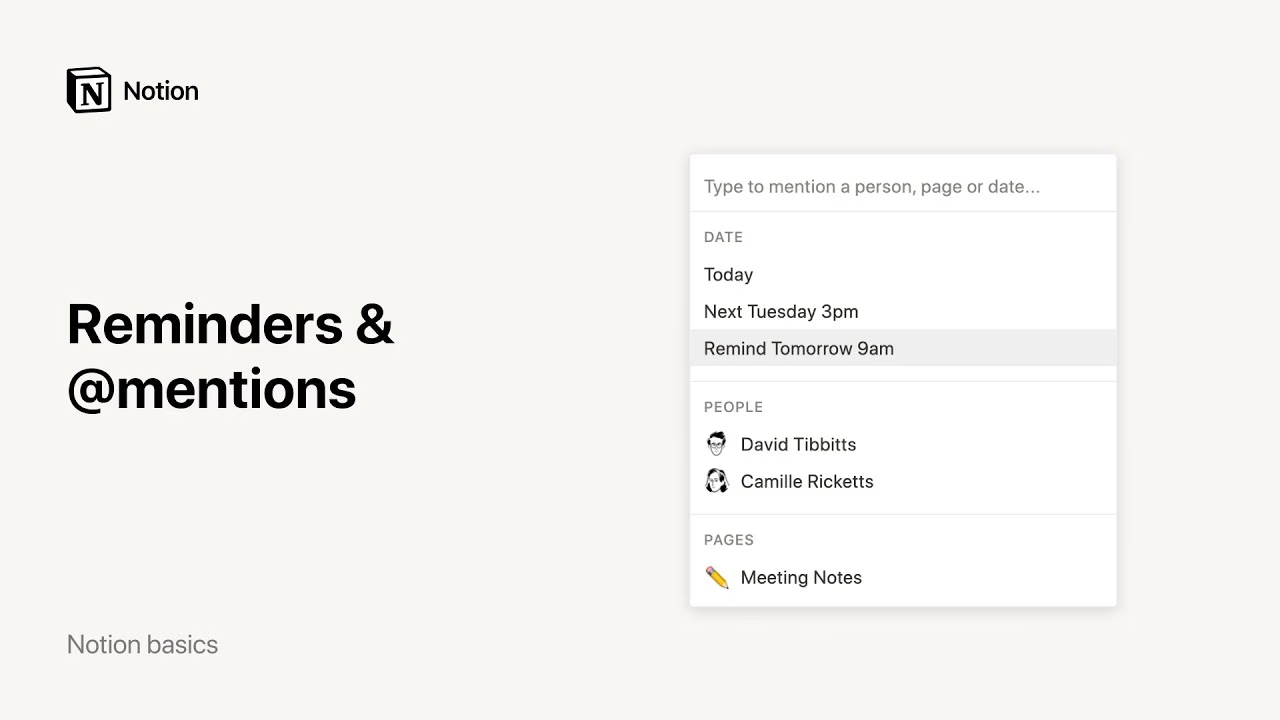 Notion
Reminders &
@mentions
Notion basics
Type to mention a person, page or date...
DATE
Today
Next Tuesday 3pm
Remind Tomorrow 9am
PEOPLE
David Tibbitts
Camille Ricketts
PAGES
Meeting Notes